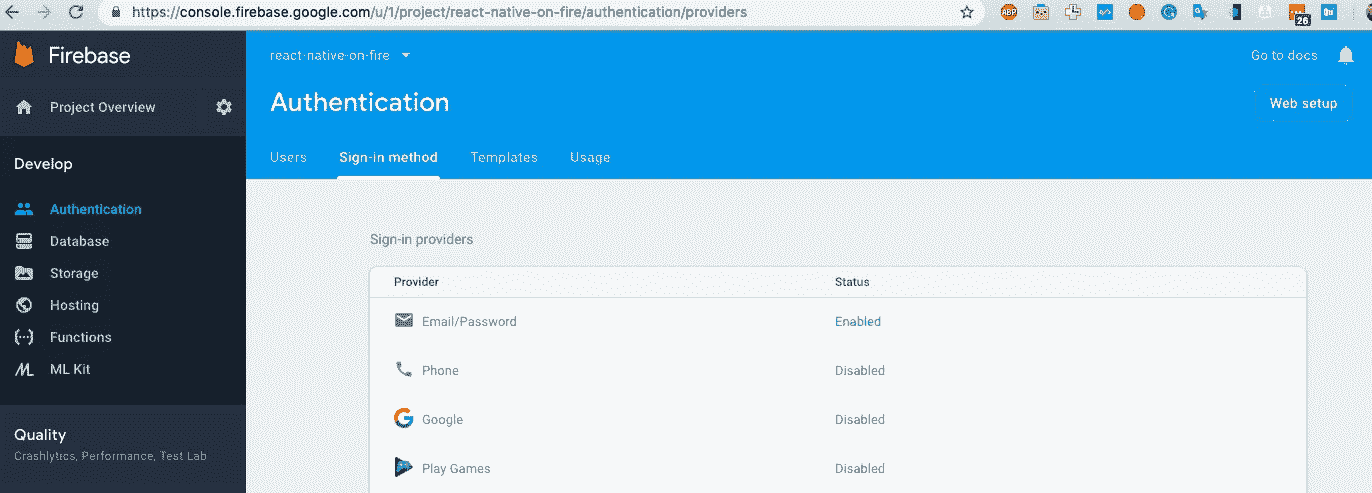 https://console.firebase.google.com/u/1/project/react-native-on-fire/authentication/providers
ABP
26
Firebase
Project Overview
Develop
Authentication
Database
Storage
Hosting
Functions
ML Kit
Quality
Crashlytics, Performance, Test Lab
react-native-on-fire
Go to docs
Authentication
Web setup
Users Sign-in method Templates Usage
Sign-in providers
Provider Status
Email/Password Enabled
Phone Disabled
Google Disabled
Play Games Disabled